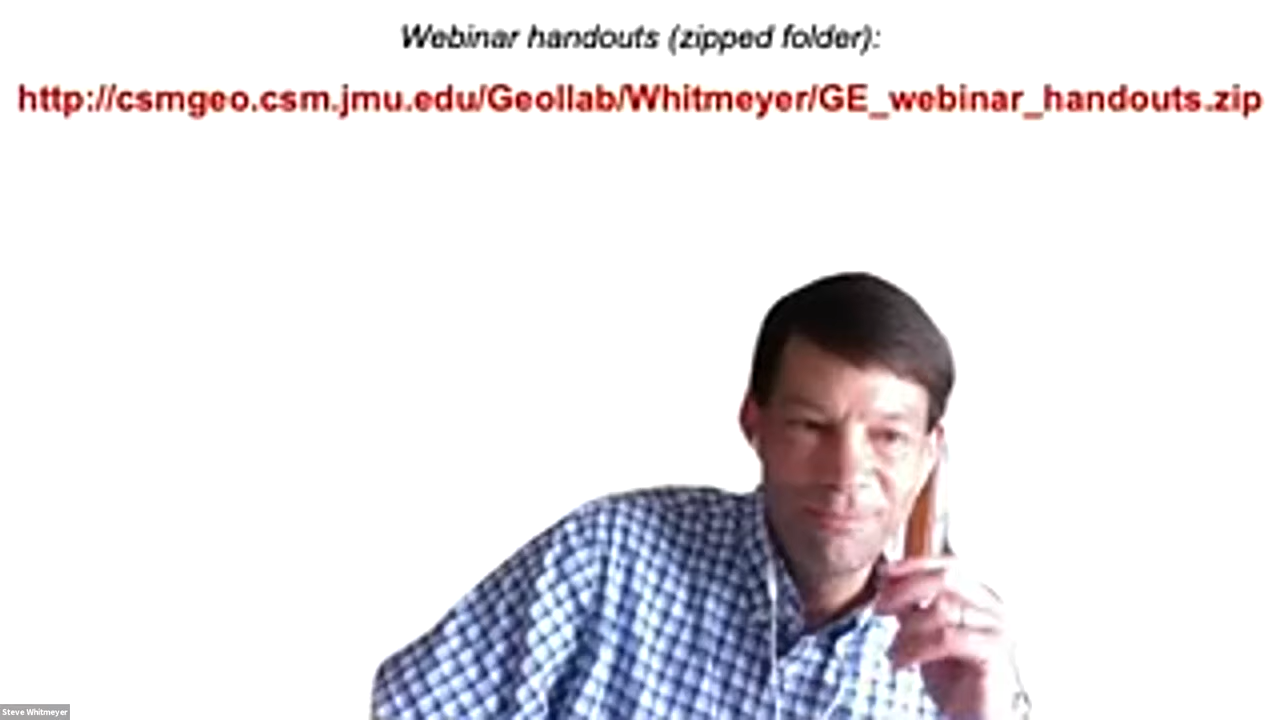 Webinar handouts (zipped folder):
http://csmgeo.csm.jmu.edu/Geollab/Whitmeyer/GE_webinar_handouts.zip
Steve Whitmeyer